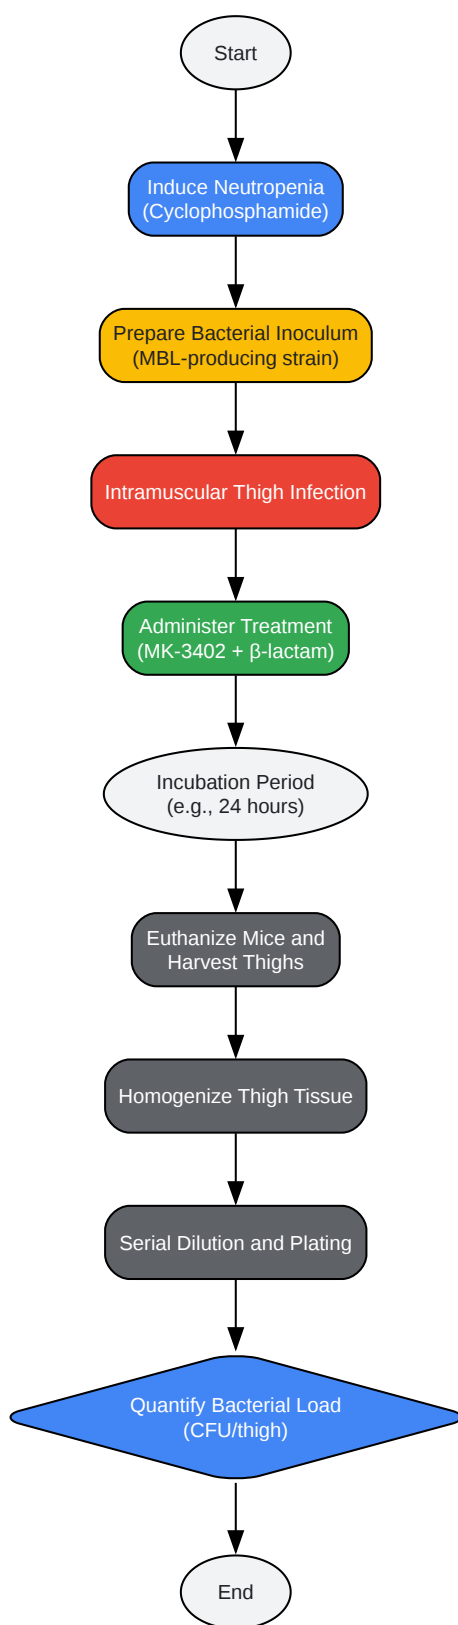 Start
Induce Neutropenia
(Cyclophosphamide)
Prepare Bacterial Inoculum
(MBL-producing strain)
Intramuscular Thigh Infection
Administer Treatment
(MK-3402 + β-lactam)
Incubation Period
(e.g., 24 hours)
Euthanize Mice and
Harvest Thighs
Homogenize Thigh Tissue
Serial Dilution and Plating
Quantify Bacterial Load
(CFU/thigh)
End